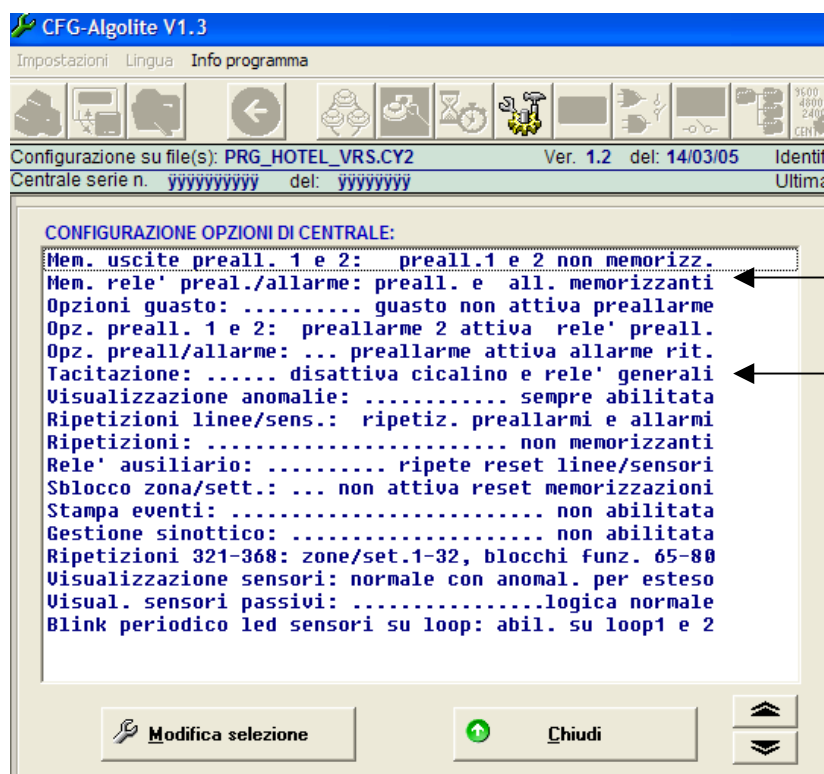 CFG-Algolite V1.3
Impostazioni Lingua Info programma
9600
4800
2400
CENT
Configurazione su file(s): PRG_HOTEL_VRS.CY2 Ver. 1.2 del: 14/03/05 Identif
Centrale serie n. ÿÿÿÿÿÿÿÿÿÿ del: ÿÿÿÿÿÿÿÿ Ultima
CONFIGURAZIONE OPZIONI DI CENTRALE:
Mem. uscite preall. 1 e 2: preall.1 e 2 non memorizz.
Mem. rele' preal./allarme: preall. e all. memorizzanti
Opzioni guasto: .......... guasto non attiva preallarme
Opz. preall. 1 e 2: preallarme 2 attiva rele' preall.
Opz. preall/allarme: ... preallarme attiva allarme rit.
Tacitazione: ...... disattiva cicalino e rele' generali
Visualizzazione anomalie: ............ sempre abilitata
Ripetizioni linee/sens.: ripetiz. preallarmi e allarmi
Ripetizioni: ......................... non memorizzanti
Rele' ausiliario: .......... ripete reset linee/sensori
Sblocco zona/sett.: ... non attiva reset memorizzazioni
Stampa eventi: ......................... non abilitata
Gestione sinottico: .................... non abilitata
Ripetizioni 321-368: zone/set.1-32, blocchi funz. 65-80
Visualizzazione sensori: normale con anomal. per esteso
Visual. sensori passivi: ................logica normale
Blink periodico led sensori su loop: abil. su loop1 e 2
Modifica selezione
Chiudi